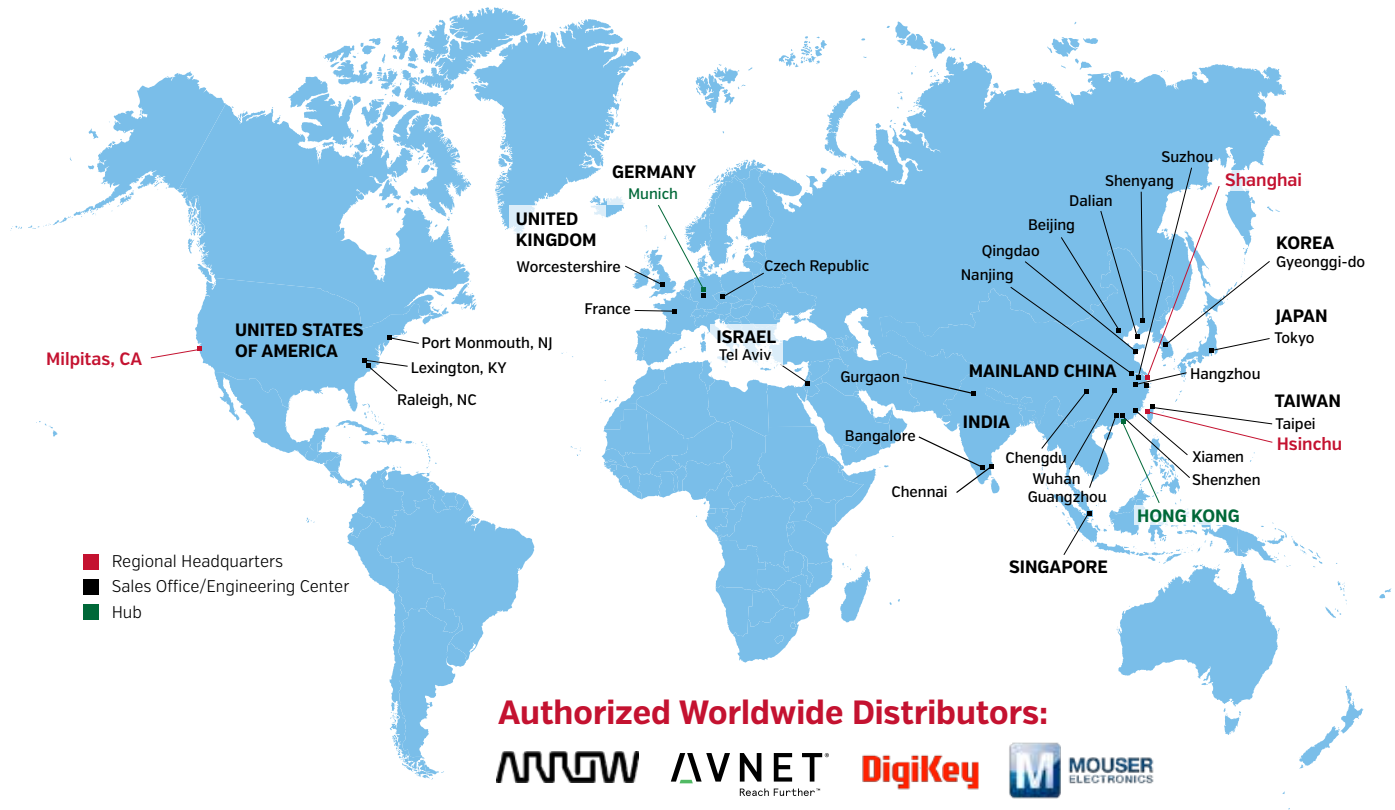 Suzhou
Shenyang
Shanghai
Dalian
Beijing
Qingdao
Nanjing
GERMANY
Munich
UNITED
KINGDOM
Worcestershire
Czech Republic
France
KOREA
Gyeonggi-do
JAPAN
Tokyo
UNITED STATES
OF AMERICA
Milpitas, CA
Port Monmouth, NJ
Lexington, KY
Raleigh, NC
ISRAEL
Tel Aviv
Gurgaon
MAINLAND CHINA
Hangzhou
INDIA
TAIWAN
Taipei
Hsinchu
Bangalore
Chennai
Chengdu
Wuhan
Guangzhou
Xiamen
Shenzhen
HONG KONG
SINGAPORE
Regional Headquarters
Sales Office/Engineering Center
Hub
Authorized Worldwide Distributors:
ARROW
AVNET®
Reach Further™
DigiKey
M MOUSER
ELECTRONICS